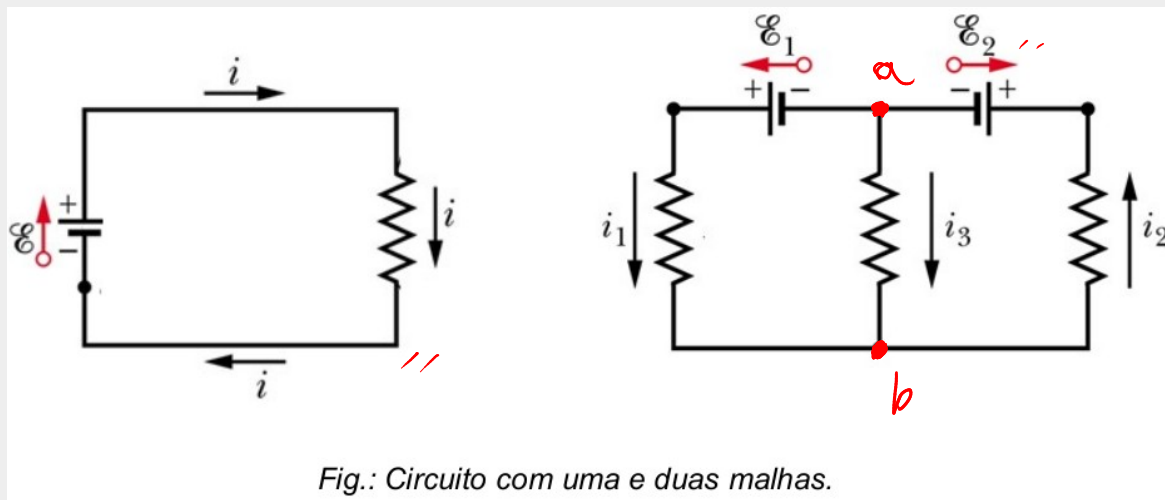 i
ℰ
+
−
i
i
ℰ₁
+ −
a
ℰ₂
− +
i₁
i₃
i₂
b
Fig.: Circuito com uma e duas malhas.